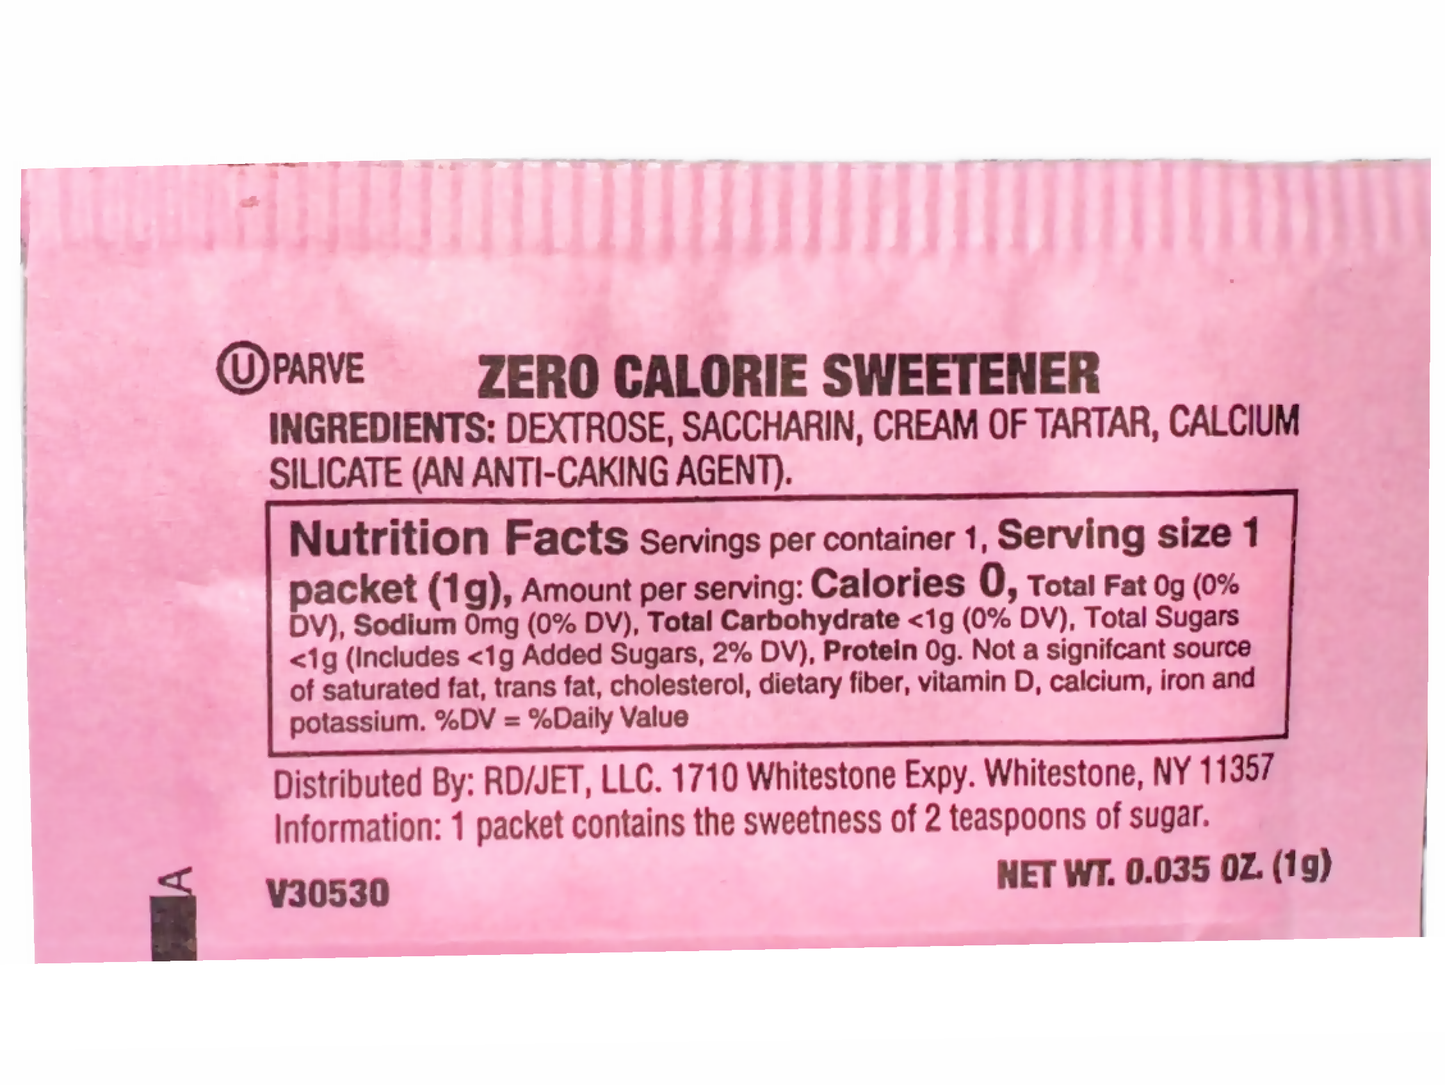 U PARVE ZERO CALORIE SWEETENER
INGREDIENTS: DEXTROSE, SACCHARIN, CREAM OF TARTAR, CALCIUM
SILICATE (AN ANTI-CAKING AGENT).
Nutrition Facts Servings per container 1, Serving size 1
packet (1g), Amount per serving: Calories 0, Total Fat 0g (0%
DV), Sodium 0mg (0% DV), Total Carbohydrate <1g (0% DV), Total Sugars
<1g (Includes <1g Added Sugars, 2% DV), Protein 0g. Not a signifcant source
of saturated fat, trans fat, cholesterol, dietary fiber, vitamin D, calcium, iron and
potassium. %DV = %Daily Value
Distributed By: RD/JET, LLC. 1710 Whitestone Expy. Whitestone, NY 11357
Information: 1 packet contains the sweetness of 2 teaspoons of sugar.
NET WT. 0.035 OZ. (1g)
V30530
A